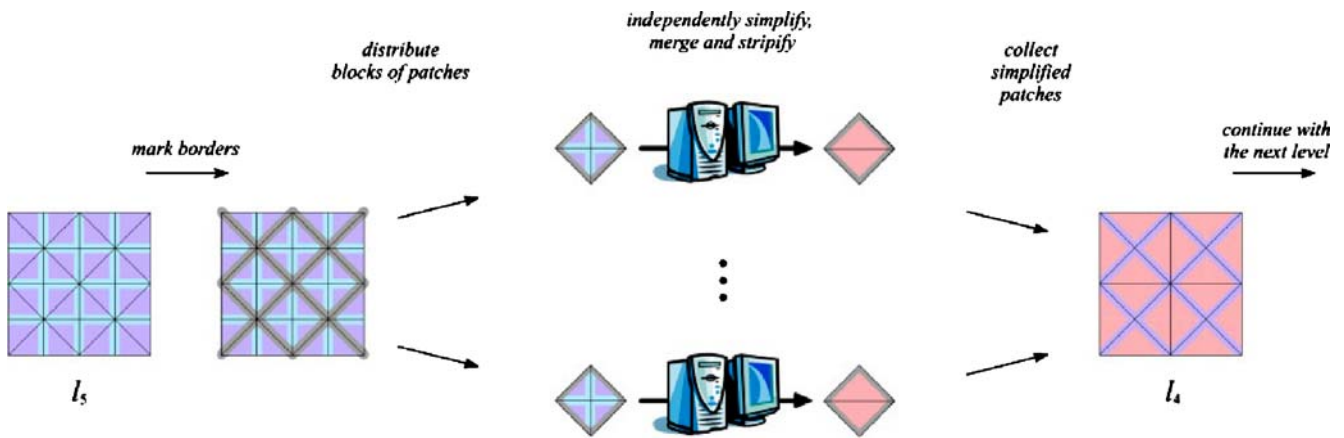 independently simplify,
merge and stripify
distribute
blocks of patches
collect
simplified
patches
mark borders
continue with
the next level
l₅
l₄